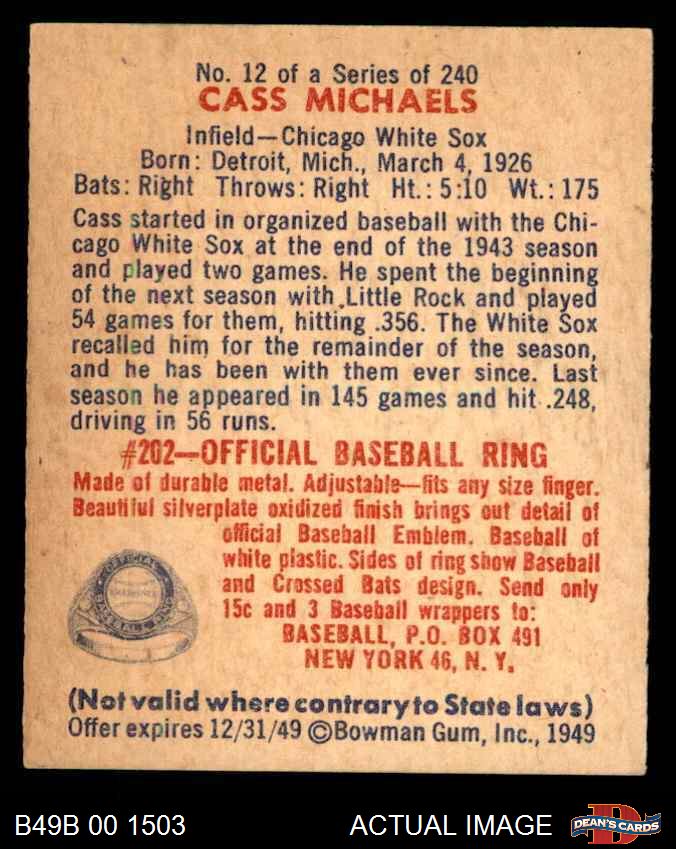 No. 12 of a Series of 240
CASS MICHAELS
Infield—Chicago White Sox
Born: Detroit, Mich., March 4, 1926
Bats: Right Throws: Right Ht.: 5:10 Wt.: 175
Cass started in organized baseball with the Chi-
cago White Sox at the end of the 1943 season
and played two games. He spent the beginning
of the next season with Little Rock and played
54 games for them, hitting .356. The White Sox
recalled him for the remainder of the season,
and he has been with them ever since. Last
season he appeared in 145 games and hit .248,
driving in 56 runs.
#202—OFFICIAL BASEBALL RING
Made of durable metal. Adjustable—fits any size finger.
Beautiful silverplate oxidized finish brings out detail of
official Baseball Emblem. Baseball of
white plastic. Sides of ring show Baseball
and Crossed Bats design. Send only
15c and 3 Baseball wrappers to:
BASEBALL, P.O. BOX 491
NEW YORK 46, N. Y.
OFFICIAL
(Not valid where contrary to State laws)
Offer expires 12/31/49 ©Bowman Gum, Inc., 1949
B49B 00 1503 ACTUAL IMAGE
DEAN'S CARDS